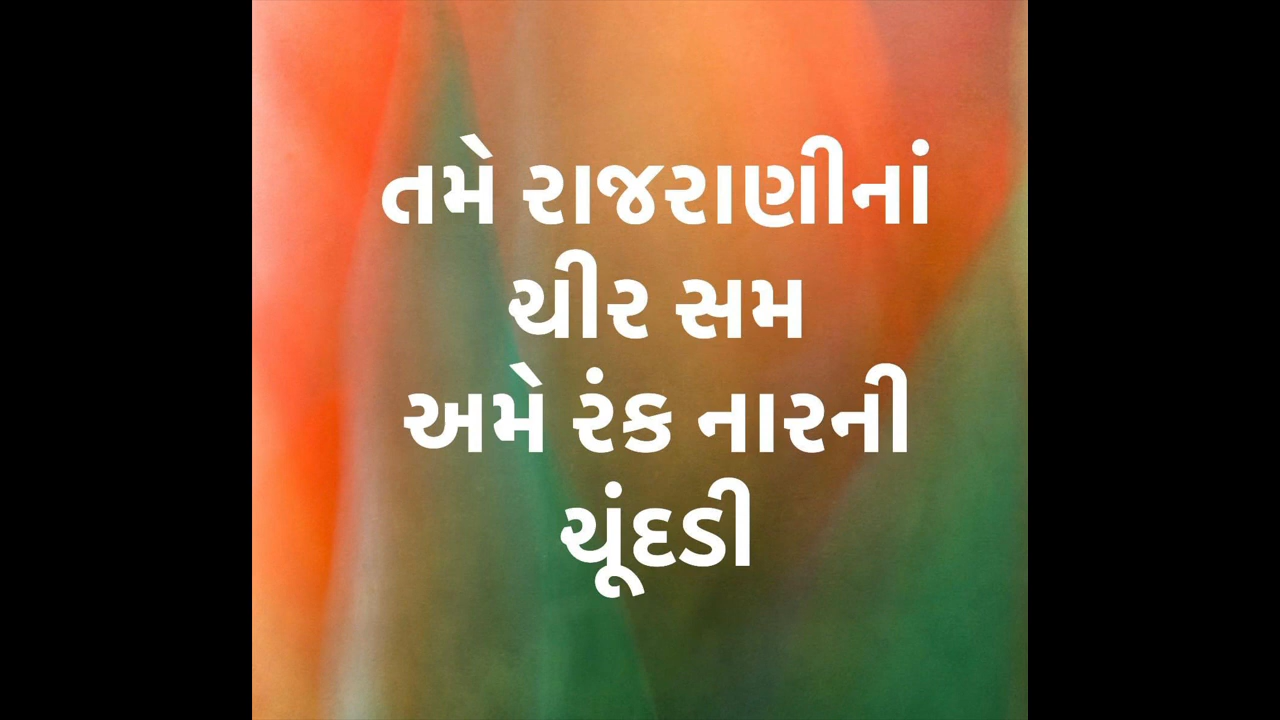 તમે રાજરાણીનાં
ચીર સમ
અમે રંક નારની
ચૂંદડી